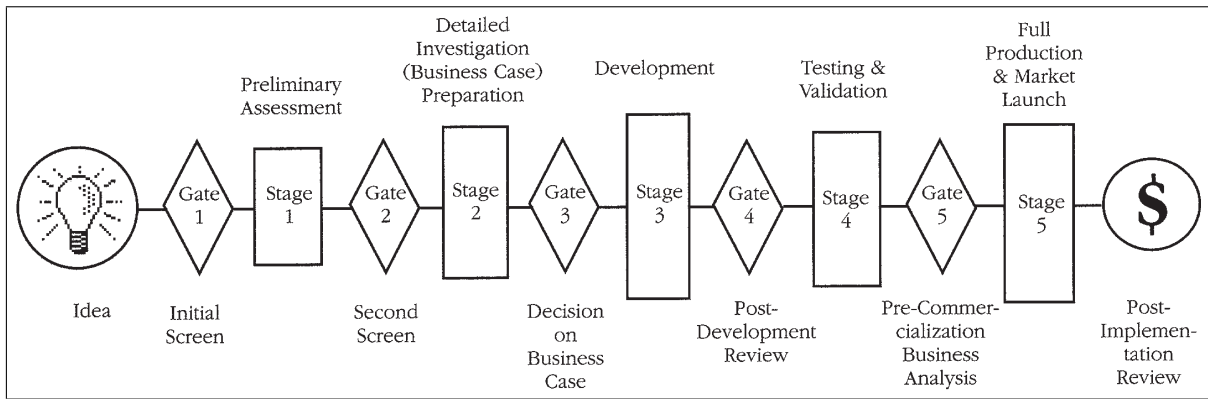 Preliminary
Assessment
Detailed
Investigation
(Business Case)
Preparation
Development
Testing &
Validation
Full
Production
& Market
Launch
Gate
1
Stage
1
Gate
2
Stage
2
Gate
3
Stage
3
Gate
4
Stage
4
Gate
5
Stage
5
$
Idea
Initial
Screen
Second
Screen
Decision
on
Business
Case
Post-
Development
Review
Pre-Commer-
cialization
Business
Analysis
Post-
Implemen-
tation
Review